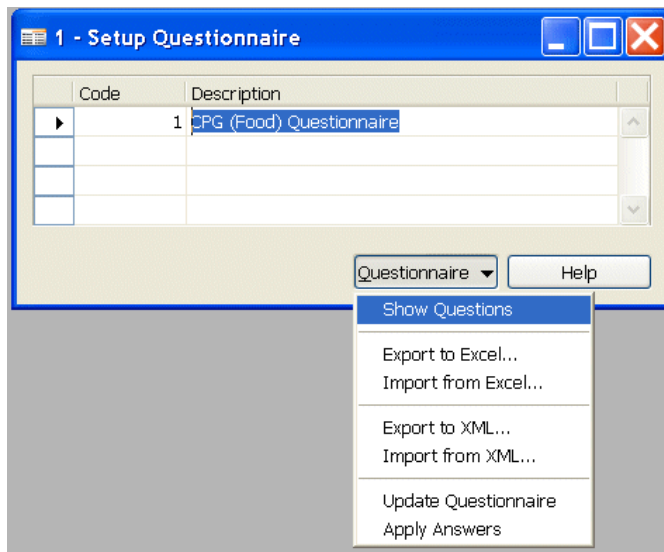 1 - Setup Questionnaire
Code Description
1 CPG (Food) Questionnaire
Questionnaire Help
Show Questions
Export to Excel...
Import from Excel...
Export to XML...
Import from XML...
Update Questionnaire
Apply Answers